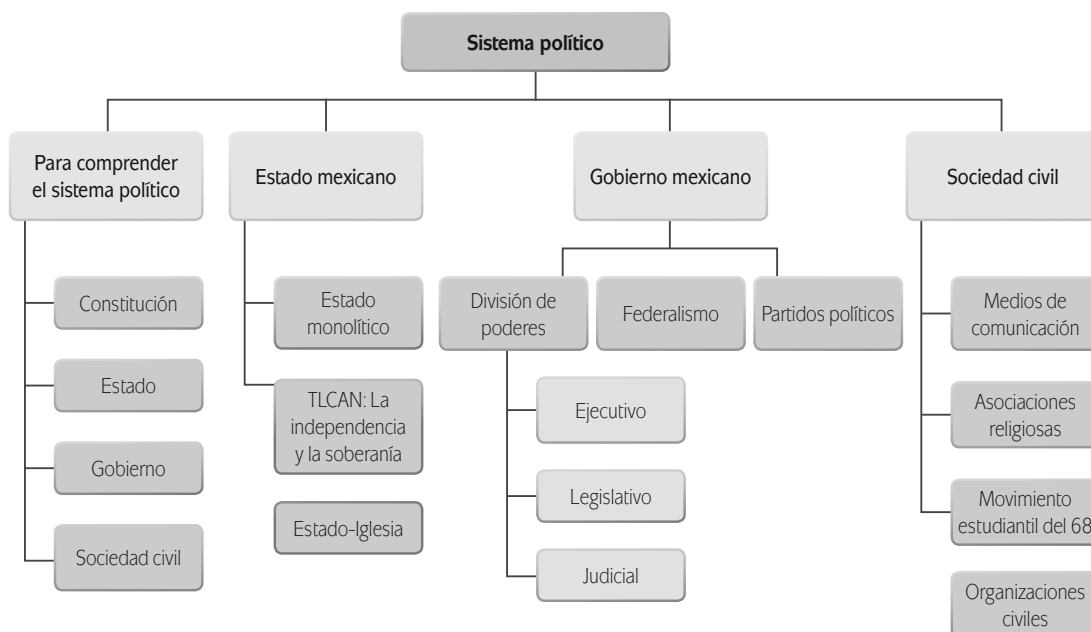 Sistema político
Para comprender
el sistema político
Estado mexicano
Gobierno mexicano
Sociedad civil
Constitución
Estado
Gobierno
Sociedad civil
Estado
monolítico
TLCAN: La
independencia
y la soberanía
Estado-Iglesia
División de
poderes
Federalismo
Partidos políticos
Ejecutivo
Legislativo
Judicial
Medios de
comunicación
Asociaciones
religiosas
Movimiento
estudiantil del 68
Organizaciones
civiles